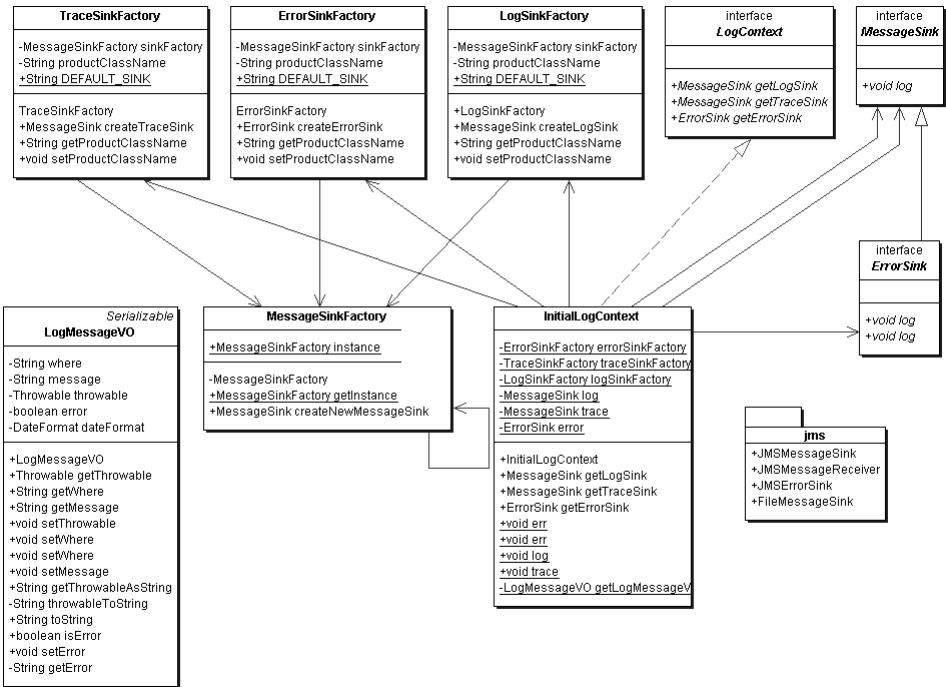 TraceSinkFactory
-MessageSinkFactory sinkFactory
-String productClassName
+String DEFAULT_SINK
TraceSinkFactory
+MessageSink createTraceSink
+String getProductClassName
+void setProductClassName
ErrorSinkFactory
-MessageSinkFactory sinkFactory
-String productClassName
+String DEFAULT_SINK
ErrorSinkFactory
+ErrorSink createErrorSink
+String getProductClassName
+void setProductClassName
LogSinkFactory
-MessageSinkFactory sinkFactory
-String productClassName
+String DEFAULT_SINK
+LogSinkFactory
+MessageSink createLogSink
+String getProductClassName
+void setProductClassName
interface
LogContext
+MessageSink getLogSink
+MessageSink getTraceSink
+ErrorSink getErrorSink
interface
MessageSink
+void log
interface
ErrorSink
+void log
+void log
Serializable
LogMessageVO
-String where
-String message
-Throwable throwable
-boolean error
-DateFormat dateFormat
+LogMessageVO
+Throwable getThrowable
+String getWhere
+String getMessage
+void setThrowable
+void setWhere
+void setWhere
+void setMessage
+String getThrowableAsString
-String throwableToString
+String toString
+boolean isError
+void setError
-String getError
MessageSinkFactory
+MessageSinkFactory instance
-MessageSinkFactory
+MessageSinkFactory getInstance
+MessageSink createNewMessageSink
InitialLogContext
-ErrorSinkFactory errorSinkFactory
-TraceSinkFactory traceSinkFactory
-LogSinkFactory logSinkFactory
-MessageSink log
-MessageSink trace
-ErrorSink error
+InitialLogContext
+MessageSink getLogSink
+MessageSink getTraceSink
+ErrorSink getErrorSink
+void err
+void err
+void log
+void trace
-LogMessageVO getLogMessageV
jms
+JMSMessageSink
+JMSMessageReceiver
+JMSErrorSink
+FileMessageSink